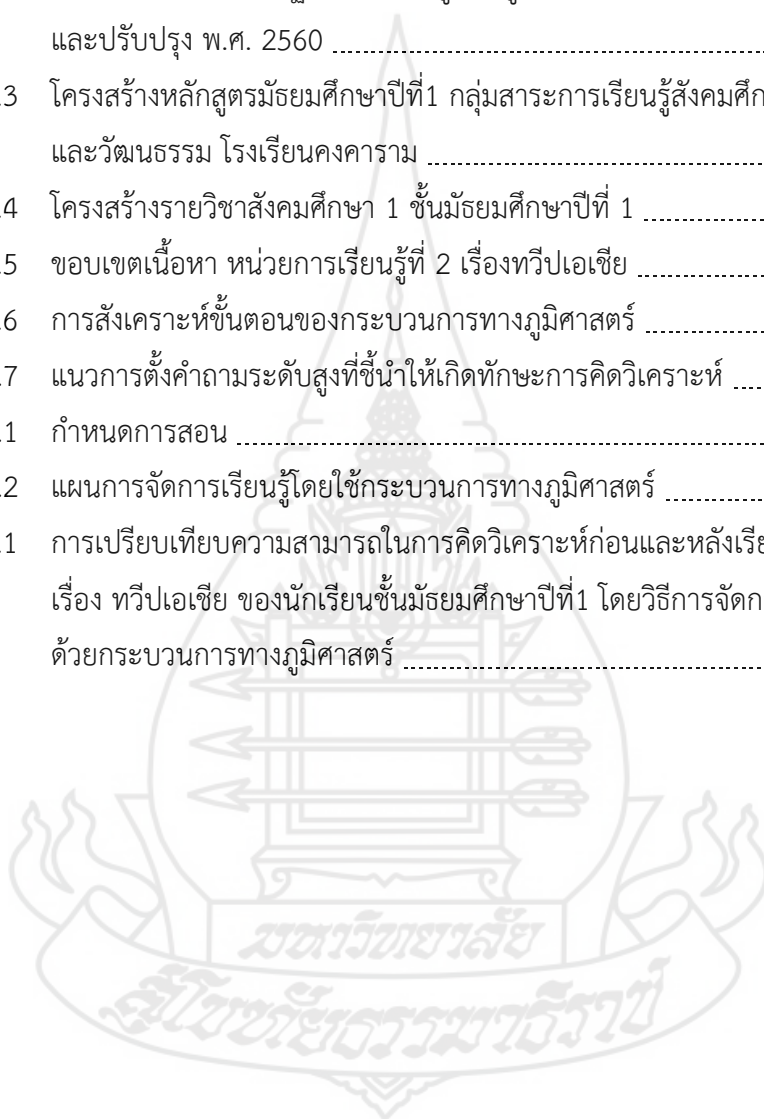 และปรับปรุง พ.ศ. 2560
.3 โครงสร้างหลักสูตรมัธยมศึกษาปีที่1 กลุ่มสาระการเรียนรู้สังคมศึก
และวัฒนธรรม โรงเรียนคงคาราม
.4 โครงสร้างรายวิชาสังคมศึกษา 1 ชั้นมัธยมศึกษาปีที่ 1
.5 ขอบเขตเนื้อหา หน่วยการเรียนรู้ที่ 2 เรื่องทวีปเอเชีย
.6 การสังเคราะห์ขั้นตอนของกระบวนการทางภูมิศาสตร์
.7 แนวการตั้งคำถามระดับสูงที่ชี้นำให้เกิดทักษะการคิดวิเคราะห์
.1 กำหนดการสอน
.2 แผนการจัดการเรียนรู้โดยใช้กระบวนการทางภูมิศาสตร์
.1 การเปรียบเทียบความสามารถในการคิดวิเคราะห์ก่อนและหลังเรีย
เรื่อง ทวีปเอเชีย ของนักเรียนชั้นมัธยมศึกษาปีที่1 โดยวิธีการจัดก
ด้วยกระบวนการทางภูมิศาสตร์
มหาวิทยาลัย
สุโขทัยธรรมาธิราช